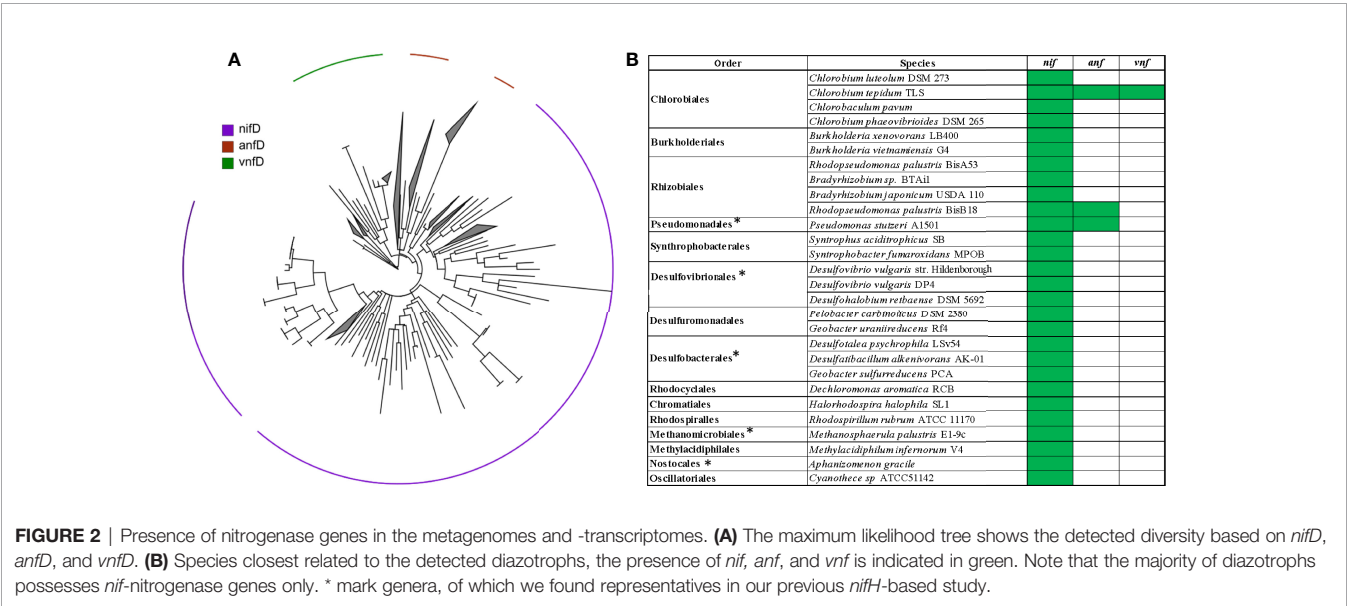 A
nifD
anfD
vnfD
B
Order Species nif anf vnf
Chlorobiales
Chlorobium luteolum DSM 273
Chlorobium tepidum TLS
Chlorobaculum pavum
Chlorobium phaeovibrioides DSM 265
Burkholderiales
Burkholderia xenovorans LB400
Burkholderia vietnamiensis G4
Rhizobiales
Rhodopseudomonas palustris BisA53
Bradyrhizobium sp. BTAi1
Bradyrhizobium japonicum USDA 110
Rhodopseudomonas palustris BisB18
Pseudomonadales *
Pseudomonas stutzeri A1501
Synthrophobacterales
Syntrophus aciditrophicus SB
Syntrophobacter fumaroxidans MPOB
Desulfovibrionales *
Desulfovibrio vulgaris str. Hildenborough
Desulfovibrio vulgaris DP4
Desulfohalobium retbaense DSM 5692
Desulfuromonadales
Pelobacter carbinolicus DSM 2380
Geobacter uraniireducens Rf4
Desulfobacterales *
Desulfotalea psychrophila LSv54
Desulfatibacillum alkenivorans AK-01
Geobacter sulfurreducens PCA
Rhodocyclales Dechloromonas aromatica RCB
Chromatiales Halorhodospira halophila SL1
Rhodospiralles Rhodospirillum rubrum ATCC 11170
Methanomicrobiales * Methanosphaerula palustris E1-9c
Methylacidiphilales Methylacidiphilum infernorum V4
Nostocales * Aphanizomenon gracile
Oscillatoriales Cyanothece sp ATCC51142
FIGURE 2 | Presence of nitrogenase genes in the metagenomes and -transcriptomes. (A) The maximum likelihood tree shows the detected diversity based on nifD,
anfD, and vnfD. (B) Species closest related to the detected diazotrophs, the presence of nif, anf, and vnf is indicated in green. Note that the majority of diazotrophs
possesses nif-nitrogenase genes only. * mark genera, of which we found representatives in our previous nifH-based study.